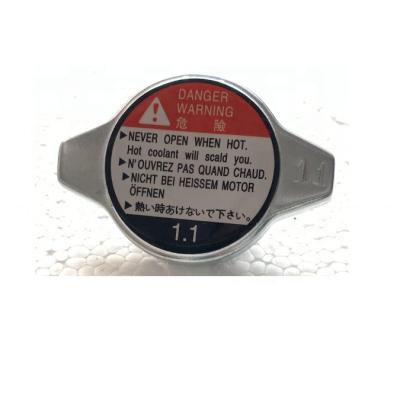 DANGER
WARNING
危 險
▶NEVER OPEN WHEN HOT.
Hot coolant will scald you.
▶N'OUVREZ PAS QUAND CHAUD.
▶NICHT BEI HEISSEM MOTOR
ÖFFNEN
▶熱い時あけないで下さい。
1.1
1.1